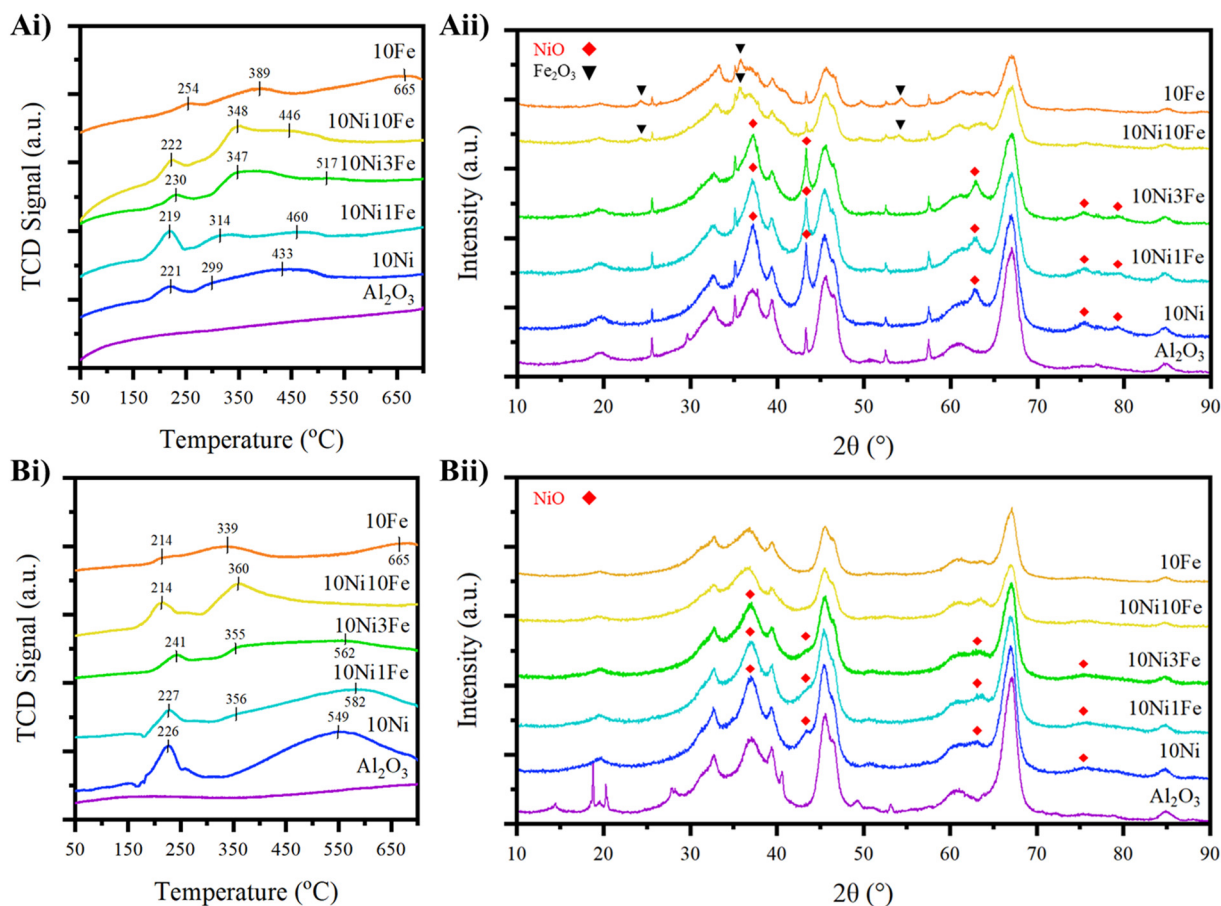 Ai)
TCD Signal (a.u.)
10Fe
254
389
665
10Ni10Fe
222
348
446
10Ni3Fe
230
347
517
10Ni1Fe
219
314
460
10Ni
221
299
433
Al₂O₃
50 150 250 350 450 550 650
Temperature (ºC)
Aii)
Intensity (a.u.)
NiO
Fe₂O₃
10Fe
10Ni10Fe
10Ni3Fe
10Ni1Fe
10Ni
Al₂O₃
10 20 30 40 50 60 70 80 90
2θ (°)
Bi)
TCD Signal (a.u.)
10Fe
214
339
665
10Ni10Fe
214
360
10Ni3Fe
241
355
562
10Ni1Fe
227
356
582
10Ni
226
549
Al₂O₃
50 150 250 350 450 550 650
Temperature (ºC)
Bii)
Intensity (a.u.)
NiO
10Fe
10Ni10Fe
10Ni3Fe
10Ni1Fe
10Ni
Al₂O₃
10 20 30 40 50 60 70 80 90
2θ (°)